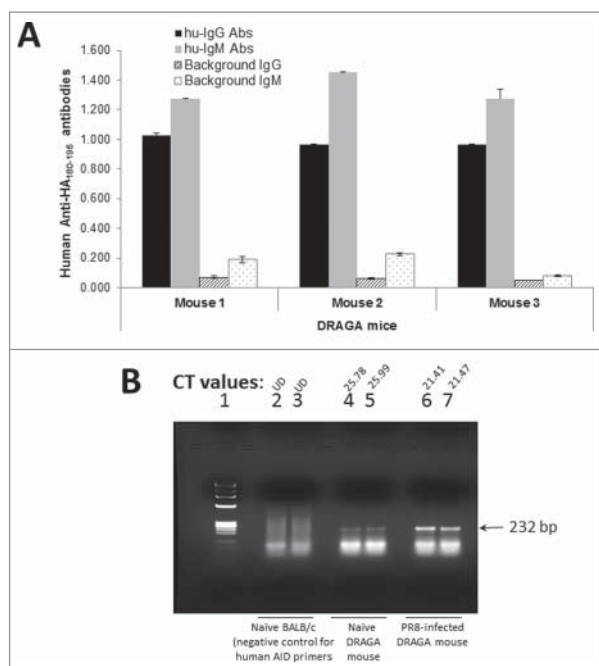 A
hu-IgG Abs
hu-IgM Abs
Background IgG
Background IgM
Human Anti-HA180-195 antibodies
1.600
1.400
1.200
1.000
0.800
0.600
0.400
0.200
0.000
Mouse 1 Mouse 2 Mouse 3
DRAGA mice
B
CT values: UD UD 25.78 25.99 21.41 21.47
1 2 3 4 5 6 7
232 bp
Naïve BALB/c (negative control for human AID primers
Naïve DRAGA mouse
PR8-infected DRAGA mouse